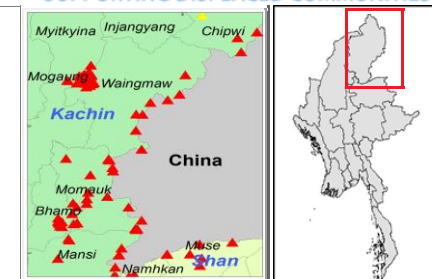 Myitkyina Injangyang Chipwi
Mogaung Waingmaw
Kachin
China
Momauk
Bhamo
Muse
Mansi
Shan
Namhkan